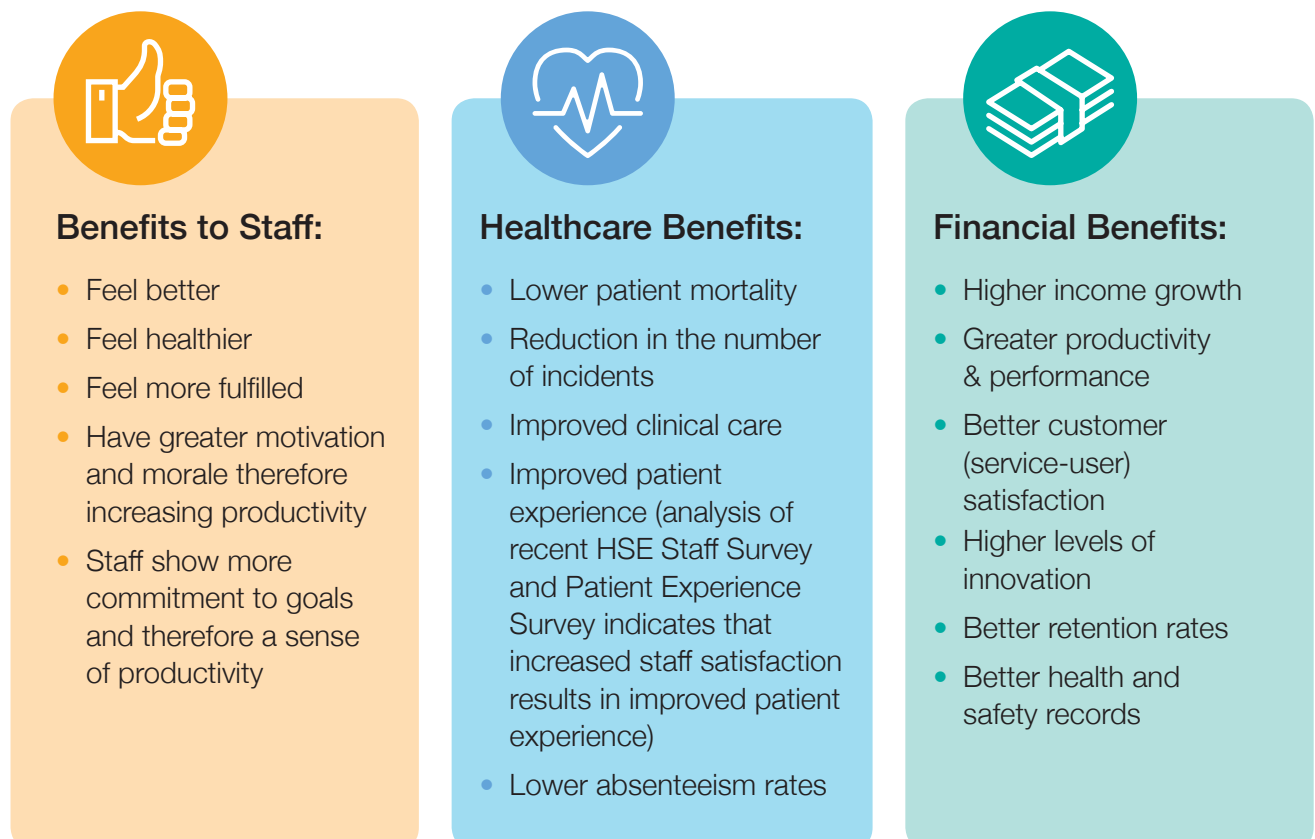 Benefits to Staff:
• Feel better
• Feel healthier
• Feel more fulfilled
• Have greater motivation
and morale therefore
increasing productivity
• Staff show more
commitment to goals
and therefore a sense
of productivity
Healthcare Benefits:
• Lower patient mortality
• Reduction in the number
of incidents
• Improved clinical care
• Improved patient
experience (analysis of
recent HSE Staff Survey
and Patient Experience
Survey indicates that
increased staff satisfaction
results in improved patient
experience)
• Lower absenteeism rates
Financial Benefits:
• Higher income growth
• Greater productivity
& performance
• Better customer
(service-user)
satisfaction
• Higher levels of
innovation
• Better retention rates
• Better health and
safety records